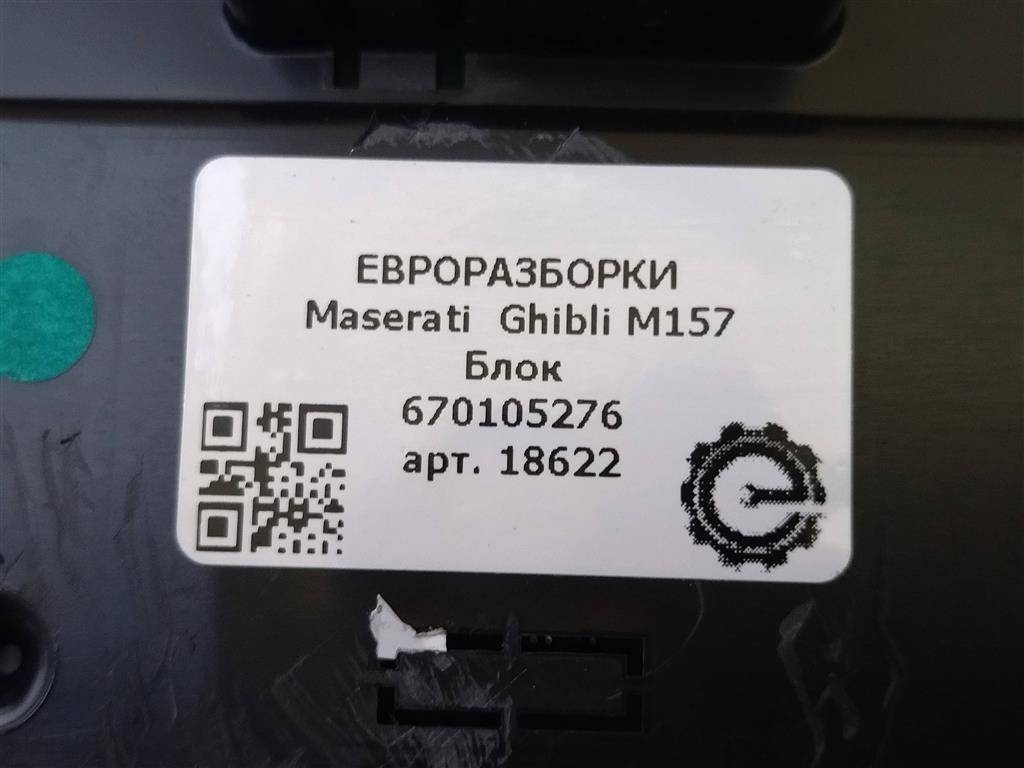 ЕВРОРАЗБОРКИ
Maserati Ghibli M157
Блок
670105276
арт. 18622